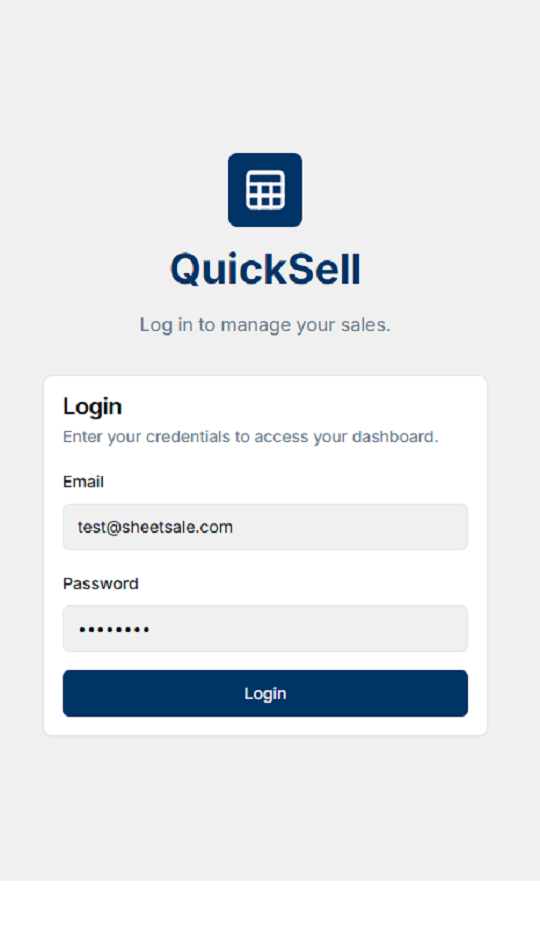 QuickSell
Log in to manage your sales.
Login
Enter your credentials to access your dashboard.
Email
test@sheetsale.com
Password
••••••••
Login